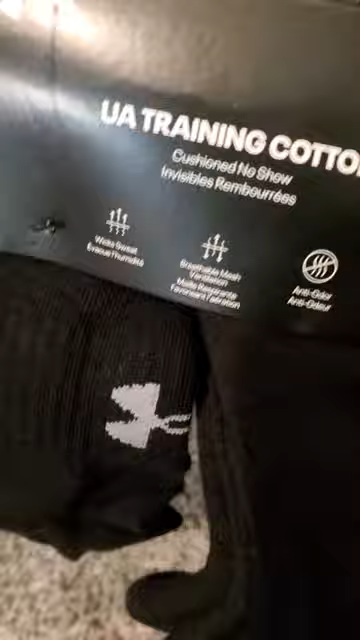 UA TRAINING COTTO
Cushioned No Show
Invisibles Rembourrées
Wicks Sweat
Évacue l'humidité
Breathable Mesh
Ventilation
Maille Respirante
Favorisant l'aération
Anti-Odor
Anti-Odeur